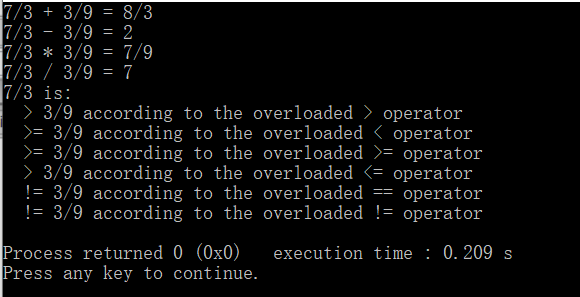 7/3 + 3/9 = 8/3
7/3 - 3/9 = 2
7/3 * 3/9 = 7/9
7/3 / 3/9 = 7
7/3 is:
  > 3/9 according to the overloaded > operator
  >= 3/9 according to the overloaded < operator
  >= 3/9 according to the overloaded >= operator
  > 3/9 according to the overloaded <= operator
  != 3/9 according to the overloaded == operator
  != 3/9 according to the overloaded != operator
Process returned 0 (0x0)   execution time : 0.209 s
Press any key to continue.